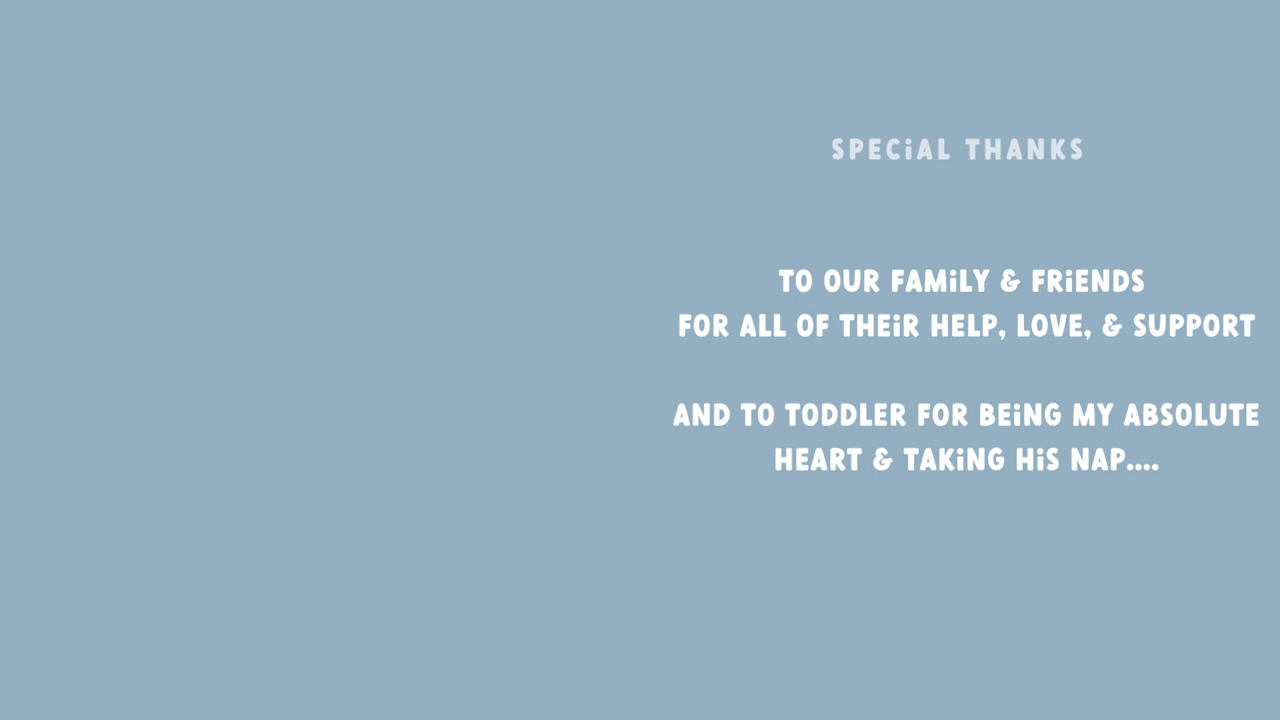 SPECiAL THANKS
TO OUR FAMiLY & FRiENDS
FOR ALL OF THEiR HELP, LOVE, & SUPPORT
AND TO TODDLER FOR BEiNG MY ABSOLUTE
HEART & TAKiNG HiS NAP....